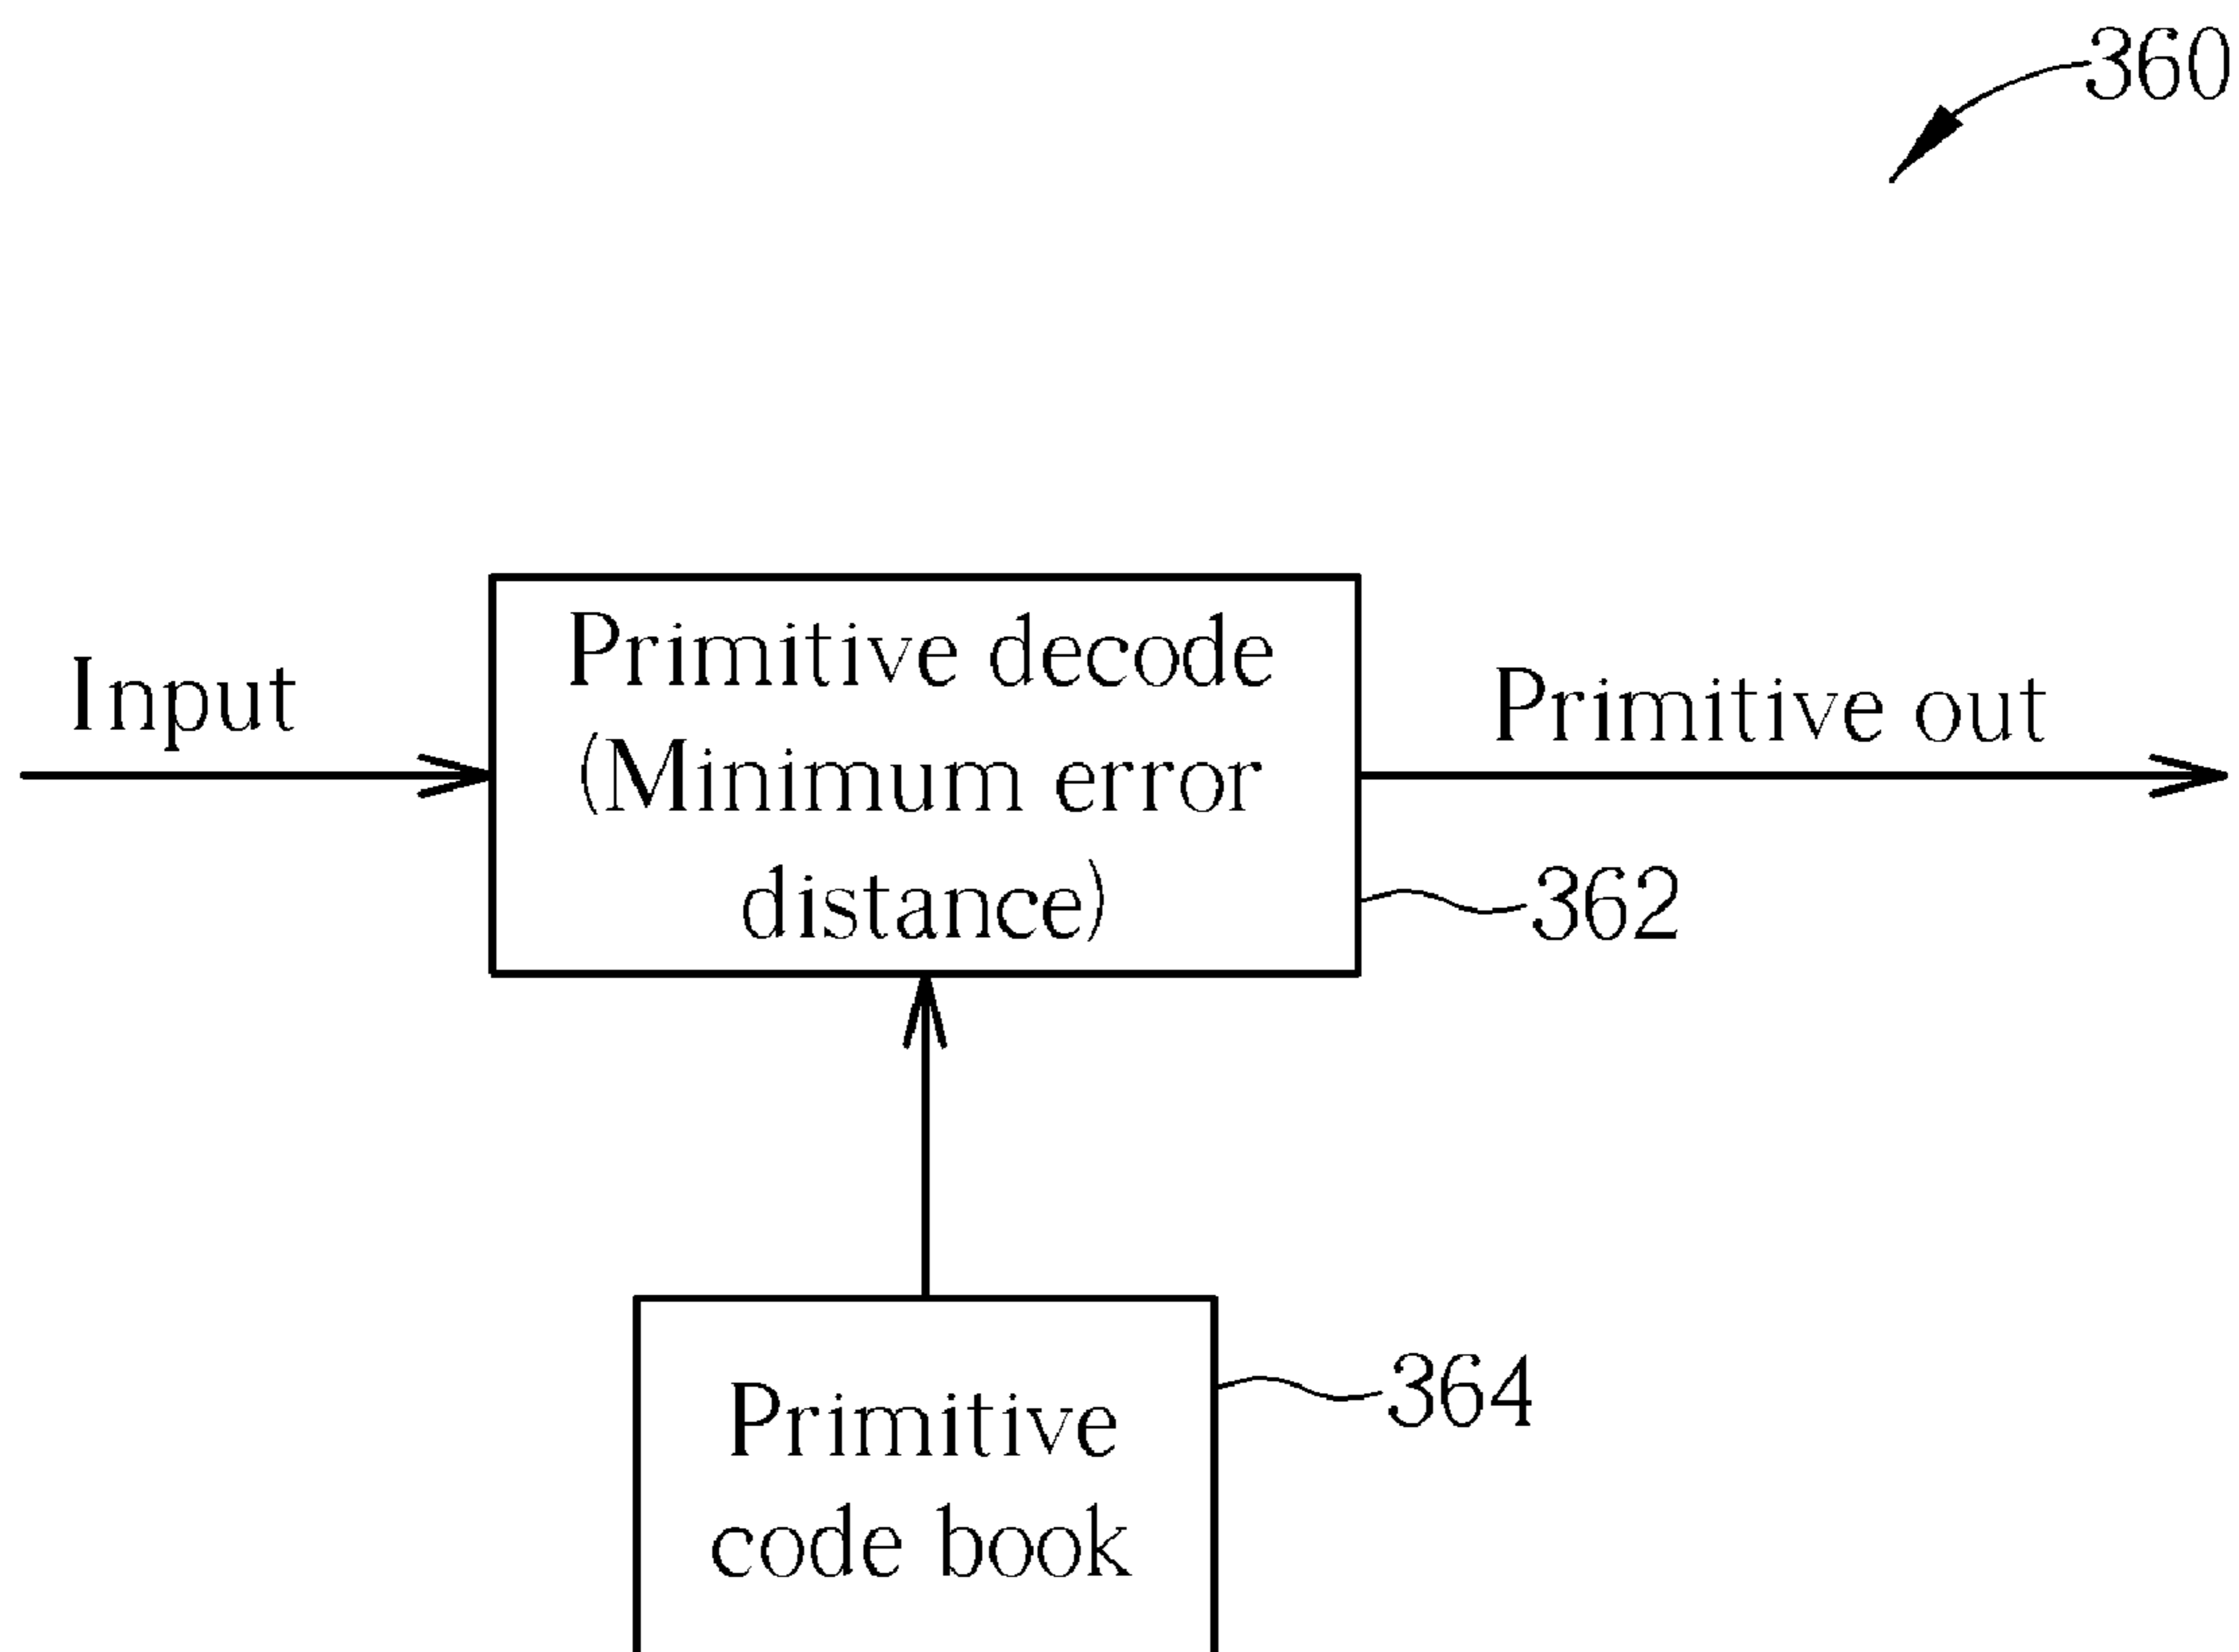 360
Input
Primitive decode
(Minimum error
distance)
Primitive out
362
364
Primitive
code book